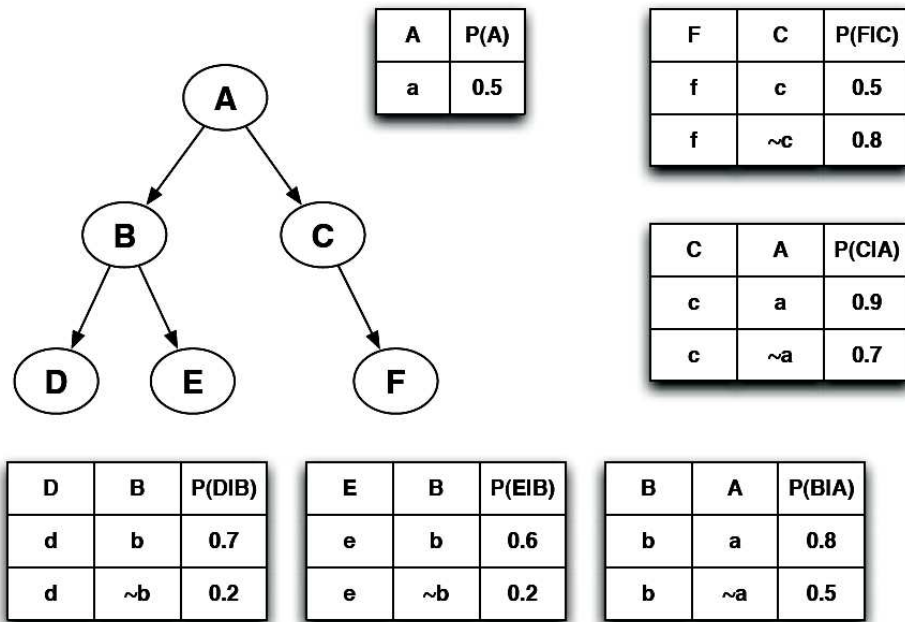 A P(A)
a 0.5
F C P(F|C)
f c 0.5
f ~c 0.8
A
B
C
C A P(C|A)
c a 0.9
c ~a 0.7
D
E
F
D B P(D|B)
d b 0.7
d ~b 0.2
E B P(E|B)
e b 0.6
e ~b 0.2
B A P(B|A)
b a 0.8
b ~a 0.5